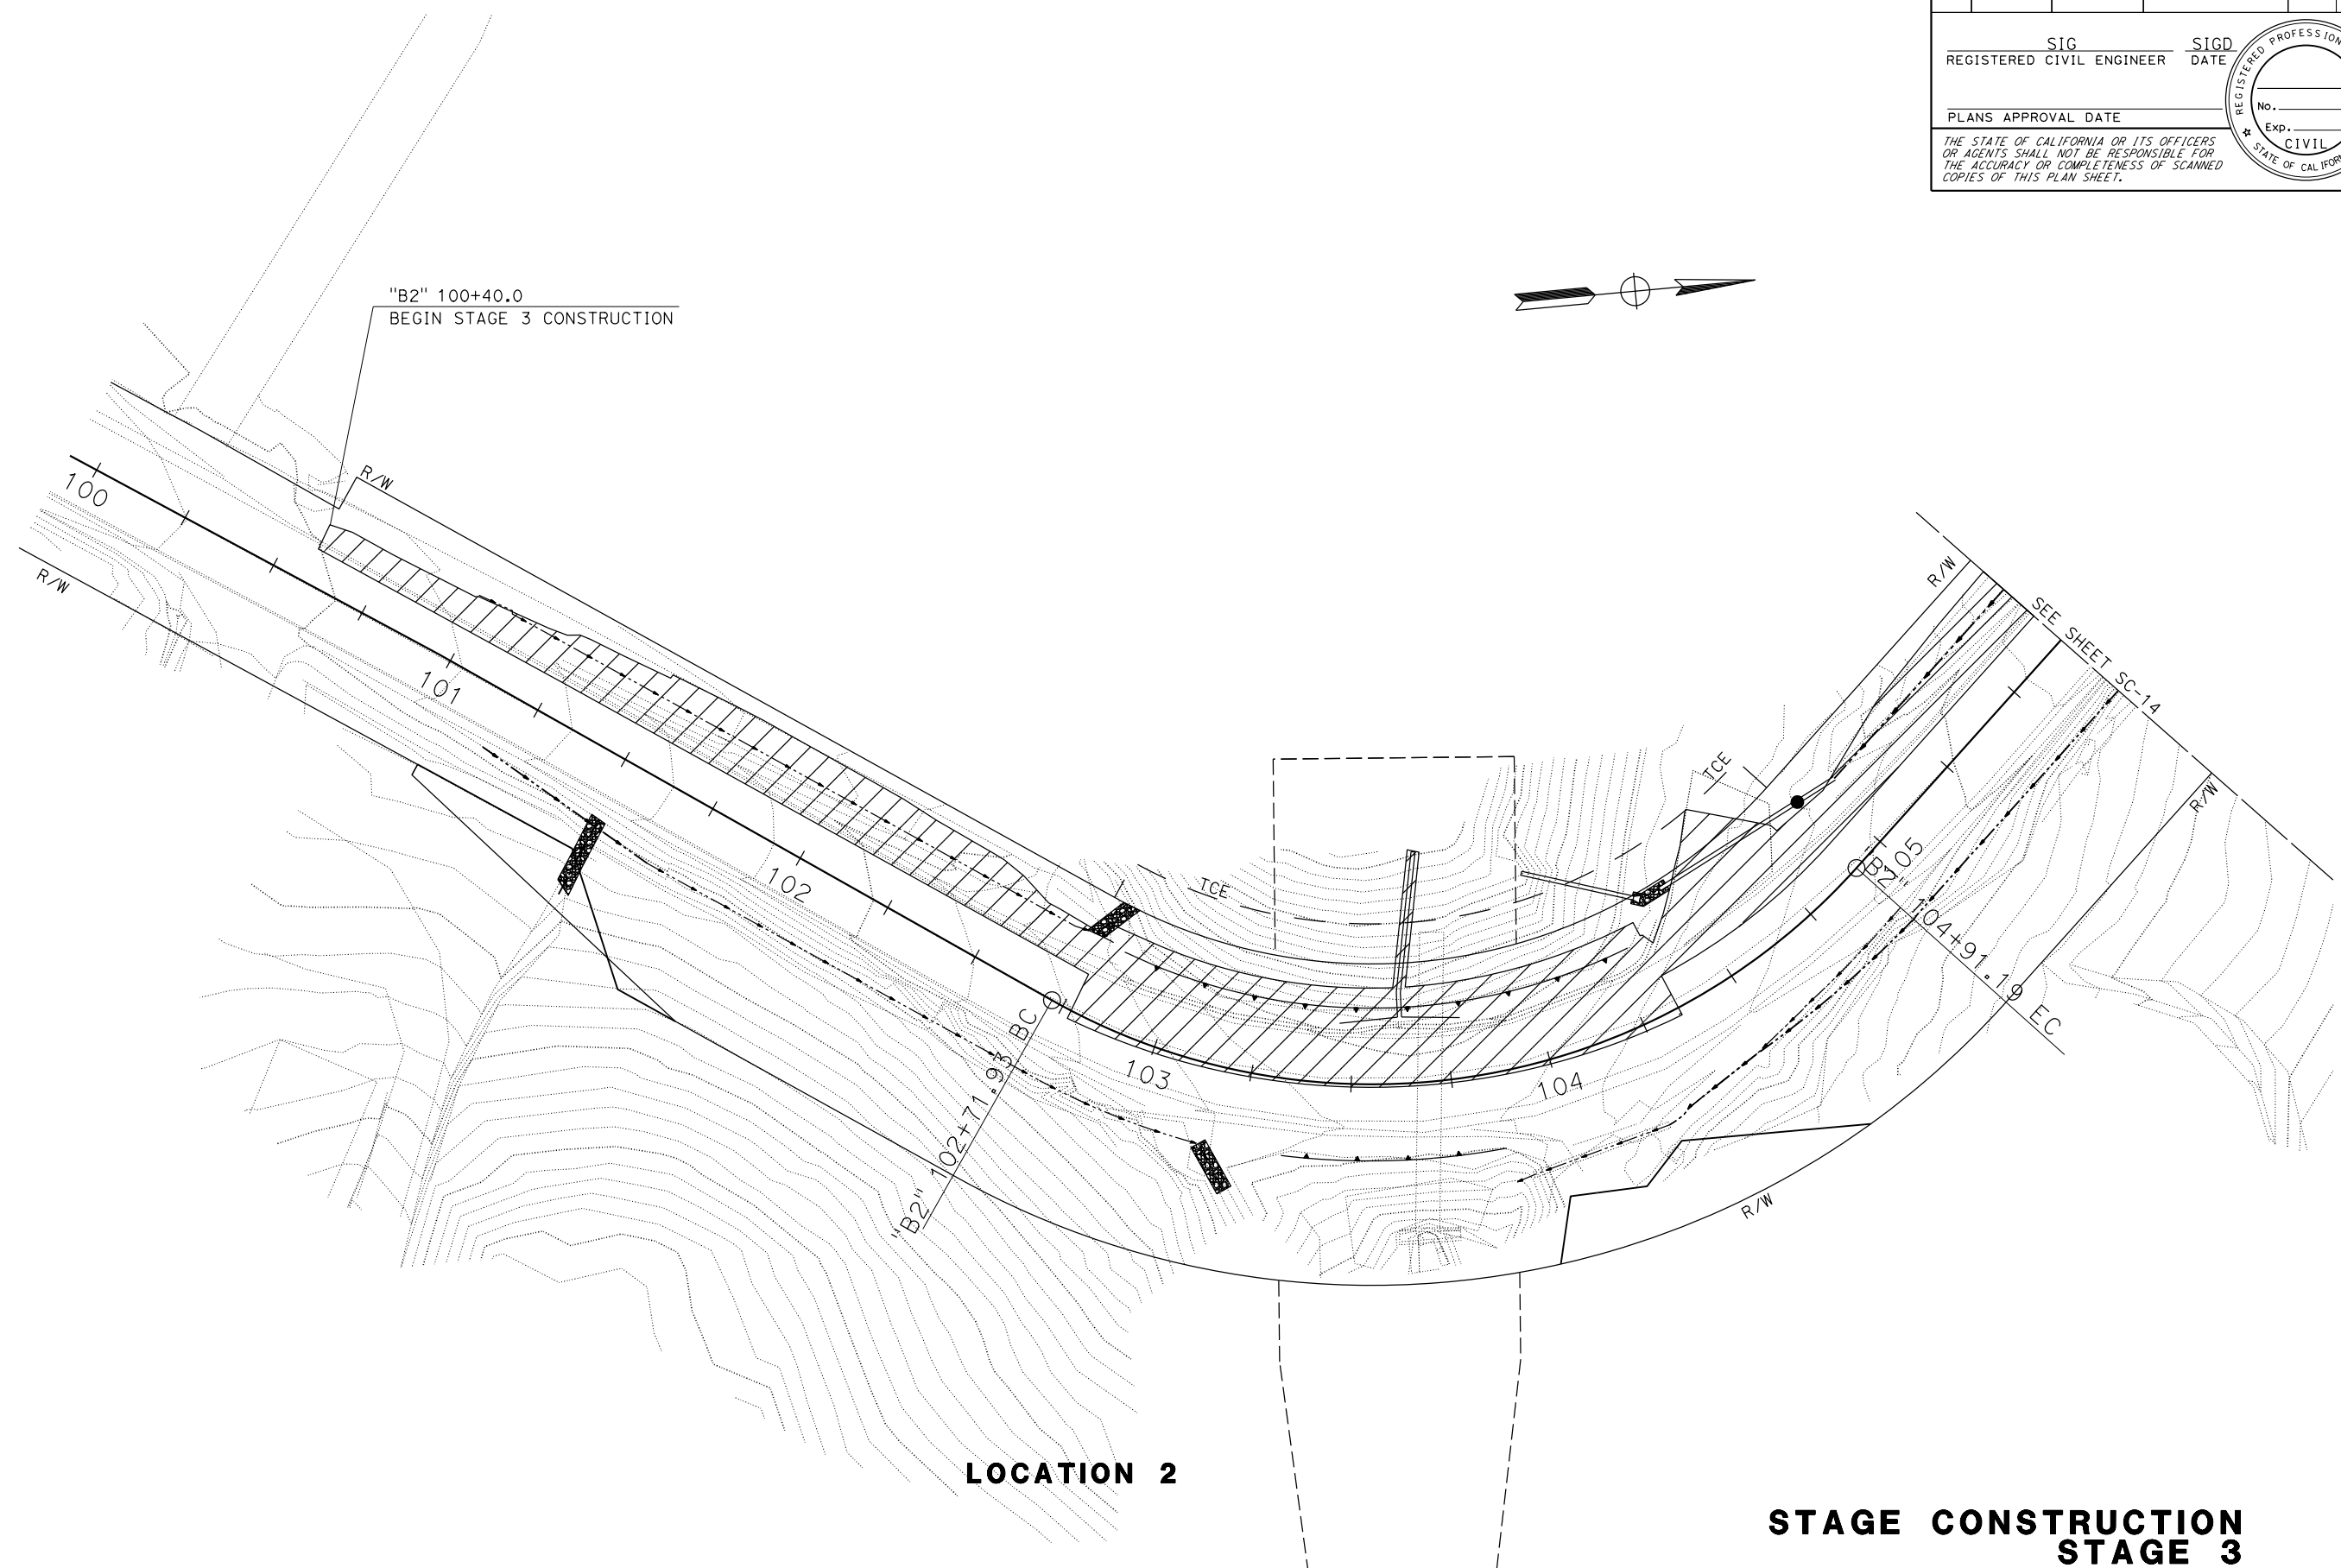 SIG SIGD
REGISTERED CIVIL ENGINEER DATE
PLANS APPROVAL DATE
THE STATE OF CALIFORNIA OR ITS OFFICERS
OR AGENTS SHALL NOT BE RESPONSIBLE FOR
THE ACCURACY OR COMPLETENESS OF SCANNED
COPIES OF THIS PLAN SHEET.
REGISTERED
No.
Exp.
CIVIL
STATE OF
"B2" 100+40.0
BEGIN STAGE 3 CONSTRUCTION
R/W
100
R/W
101
102
"B2" 102+71.93 BC
103
TCE
104
TCE
105
"B2" 104+91.19 EC
R/W
SEE SHEET SC-14
R/W
R/W
LOCATION 2
STAGE CONSTRUCTION
STAGE 3